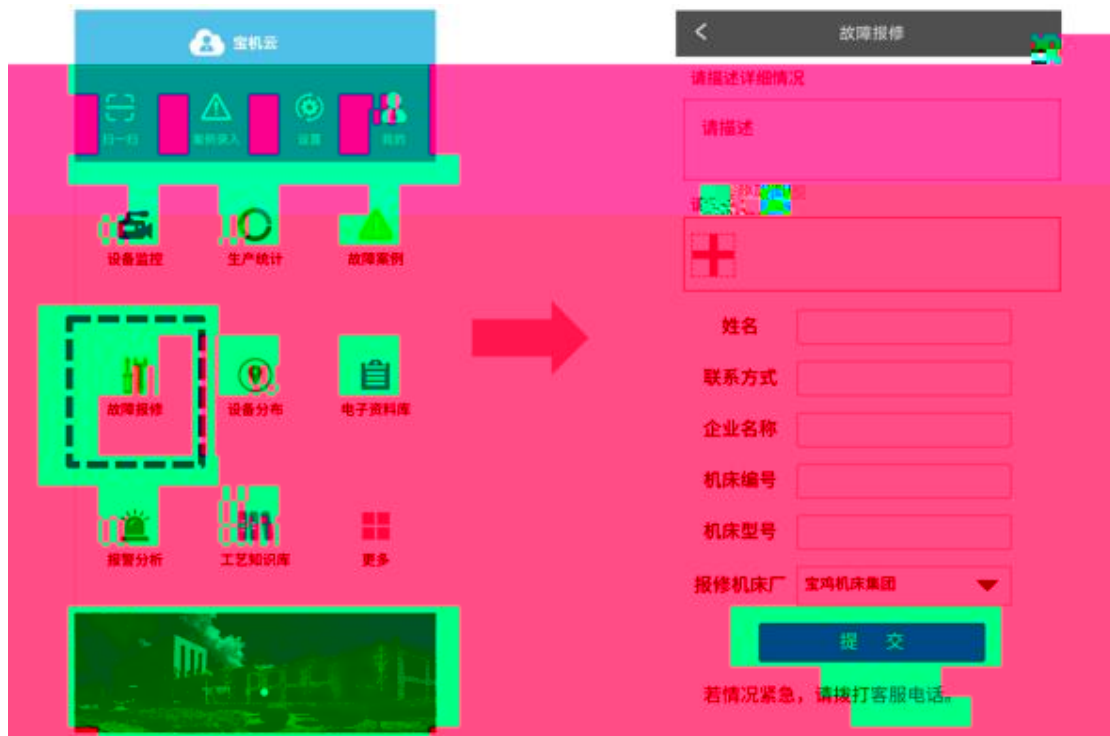 宝机云
扫一扫 案例录入 设置 我的
设备监控 生产统计 故障案例
故障报修 设备分布 电子资料库
报警分析 工艺知识库 更多
故障报修
请描述详细情况
请描述
姓名
联系方式
企业名称
机床编号
机床型号
报修机床厂 宝鸡机床集团
提 交
若情况紧急，请拨打客服电话。